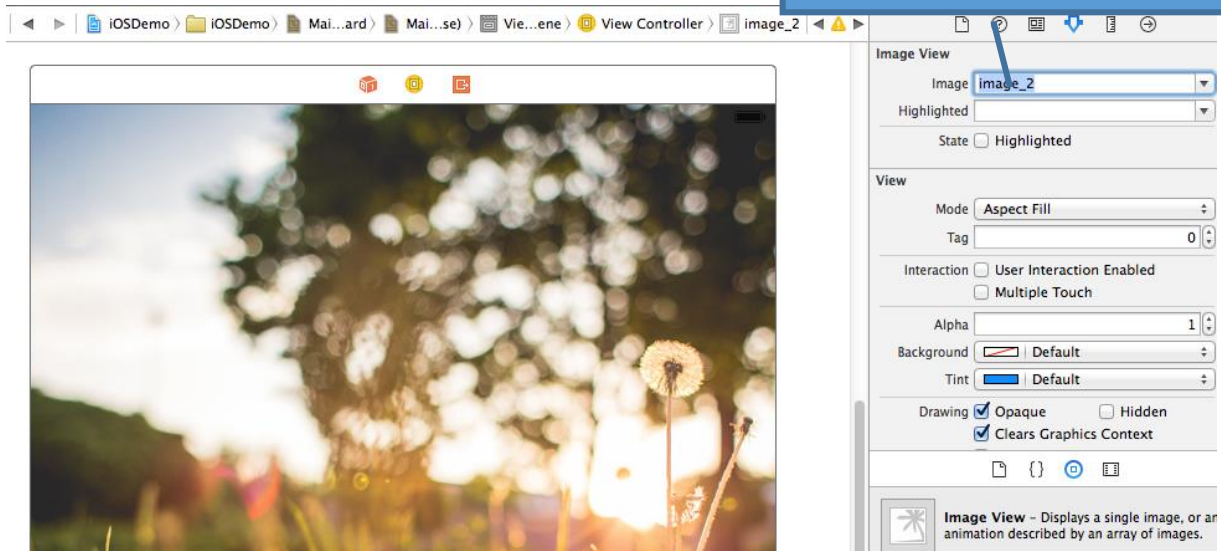 iOSDemo iOSDemo Mai...ard Mai...se) Vie...ene View Controller image_2
Image View
Image image_2
Highlighted
State Highlighted
View
Mode Aspect Fill
Tag 0
Interaction User Interaction Enabled
Multiple Touch
Alpha 1
Background Default
Tint Default
Drawing Opaque Hidden
Clears Graphics Context
{}
Image View - Displays a single image, or an
animation described by an array of images.